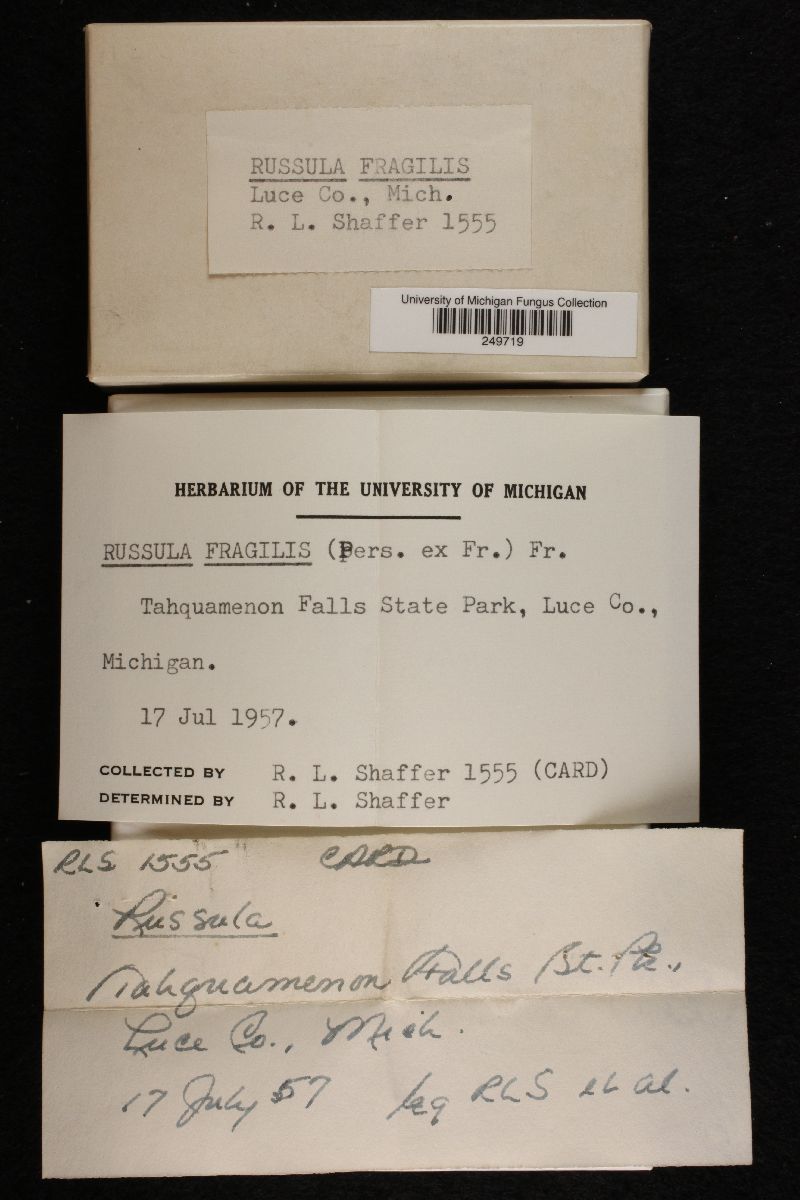 RUSSULA FRAGILIS
Luce Co., Mich.
R. L. Shaffer 1555
University of Michigan Fungus Collection
249719
HERBARIUM OF THE UNIVERSITY OF MICHIGAN
RUSSULA FRAGILIS (Pers. ex Fr.) Fr.
Tahquamenon Falls State Park, Luce Co.,
Michigan.
17 Jul 1957.
COLLECTED BY R. L. Shaffer 1555 (CARD)
DETERMINED BY R. L. Shaffer
RLS 1555 CARD
Russula
Tahquamenon Falls St. Pk.,
Luce Co., Mich.
17 July 57 leg RLS et al.